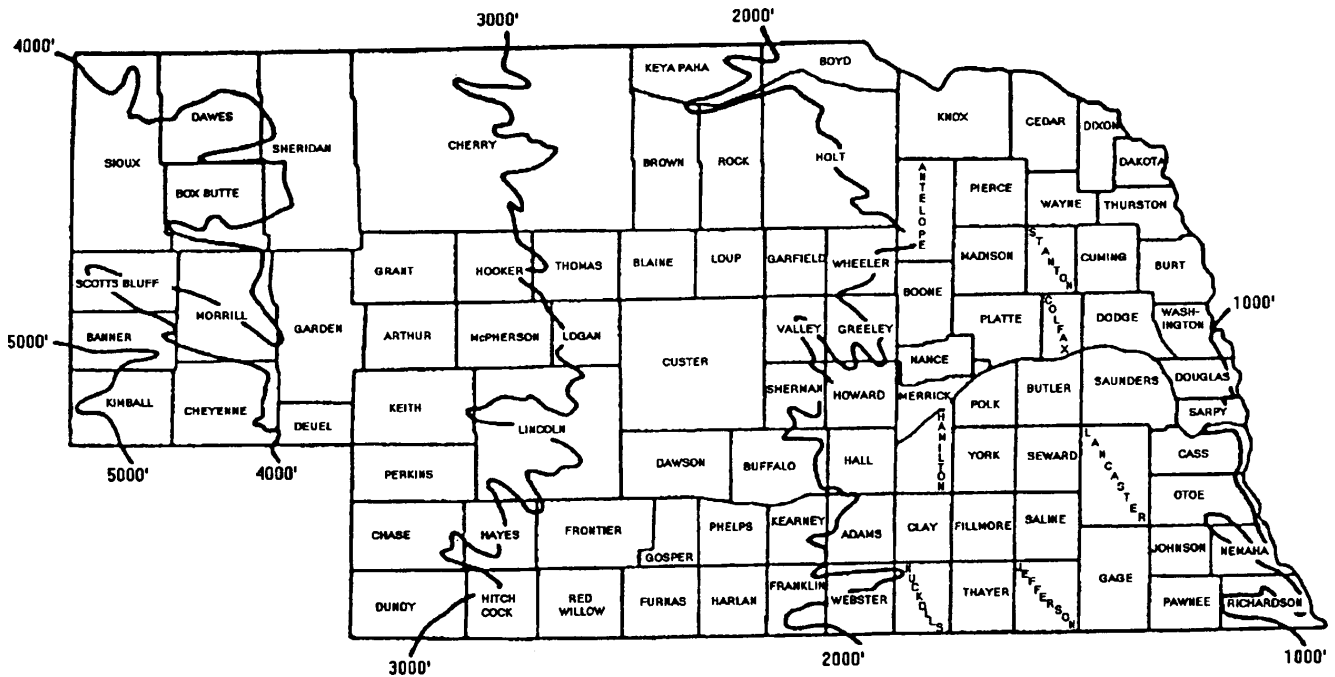 3000'
2000'
4000'
KEYA PAHA
BOYD
DAWES
SIOUX
SHERIDAN
CHERRY
BROWN
ROCK
HOLT
KNOX
CEDAR
DIXON
DAKOTA
BOX BUTTE
ANTELOPE
PIERCE
WAYNE
THURSTON
SCOTTS BLUFF
MORRILL
GARDEN
GRANT
HOOKER
THOMAS
BLAINE
LOUP
GARFIELD
WHEELER
BOONE
MADISON
STANTON
CUMING
BURT
1000'
5000'
BANNER
ARTHUR
McPHERSON
LOGAN
CUSTER
VALLEY
GREELEY
NANCE
PLATTE
COLFAX
DODGE
WASH-
INGTON
KIMBALL
CHEYENNE
DEUEL
KEITH
LINCOLN
SHERMAN
HOWARD
MERRICK
POLK
BUTLER
SAUNDERS
DOUGLAS
SARPY
5000'
4000'
PERKINS
DAWSON
BUFFALO
HALL
HAMILTON
YORK
SEWARD
LANCASTER
CASS
OTOE
CHASE
HAYES
FRONTIER
GOSPER
PHELPS
KEARNEY
ADAMS
CLAY
FILLMORE
SALINE
JOHNSON
NEMAHA
DUNDY
HITCH
COCK
RED
WILLOW
FURNAS
HARLAN
FRANKLIN
WEBSTER
NUCKOLLS
THAYER
JEFFERSON
GAGE
PAWNEE
RICHARDSON
3000'
2000'
1000'